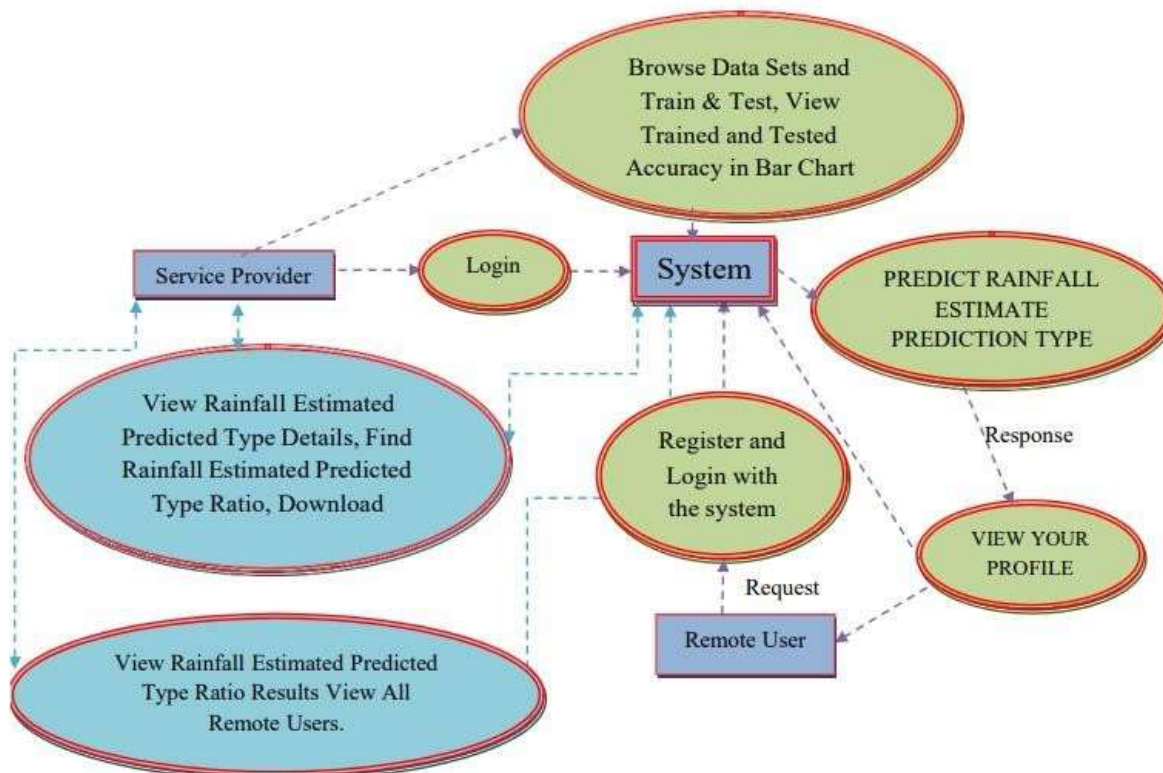 Browse Data Sets and
Train & Test, View
Trained and Tested
Accuracy in Bar Chart
Service Provider
Login
System
PREDICT RAINFALL
ESTIMATE
PREDICTION TYPE
View Rainfall Estimated
Predicted Type Details, Find
Rainfall Estimated Predicted
Type Ratio, Download
Register and
Login with
the system
Response
VIEW YOUR
PROFILE
Request
Remote User
View Rainfall Estimated Predicted
Type Ratio Results View All
Remote Users.